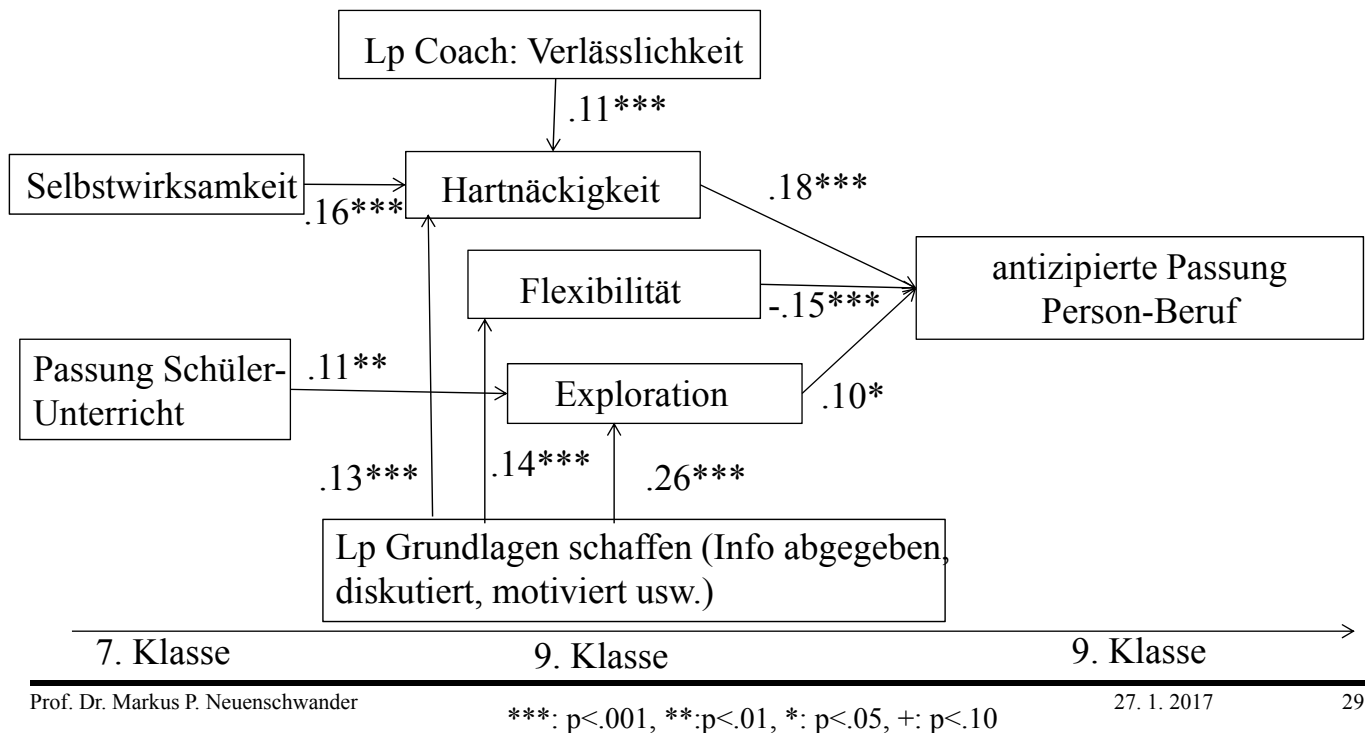 Lp Coach: Verlässlichkeit
.11***
Selbstwirksamkeit
.16***
Hartnäckigkeit
.18***
Flexibilität
-.15***
antizipierte Passung
Person-Beruf
Passung Schüler-
Unterricht
.11**
Exploration
.10*
.13***
.14***
.26***
Lp Grundlagen schaffen (Info abgegeben,
diskutiert, motiviert usw.)
7. Klasse
9. Klasse
9. Klasse
Prof. Dr. Markus P. Neuenschwander
***: p<.001, **:p<.01, *: p<.05, +: p<.10
27. 1. 2017
29